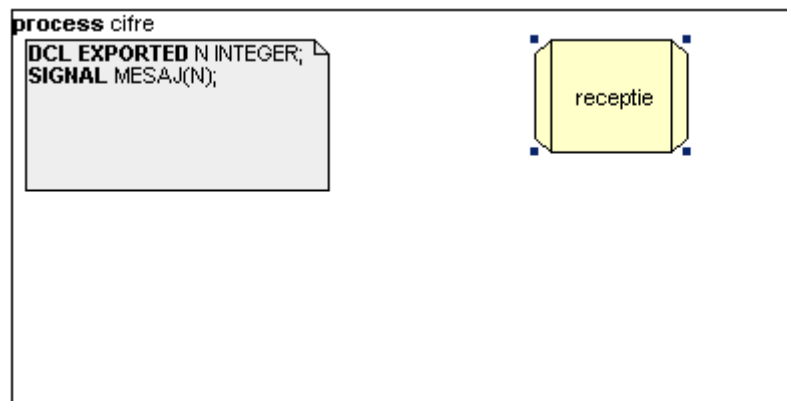 process cifre
DCL EXPORTED N INTEGER;
SIGNAL MESAJ(N);
receptie